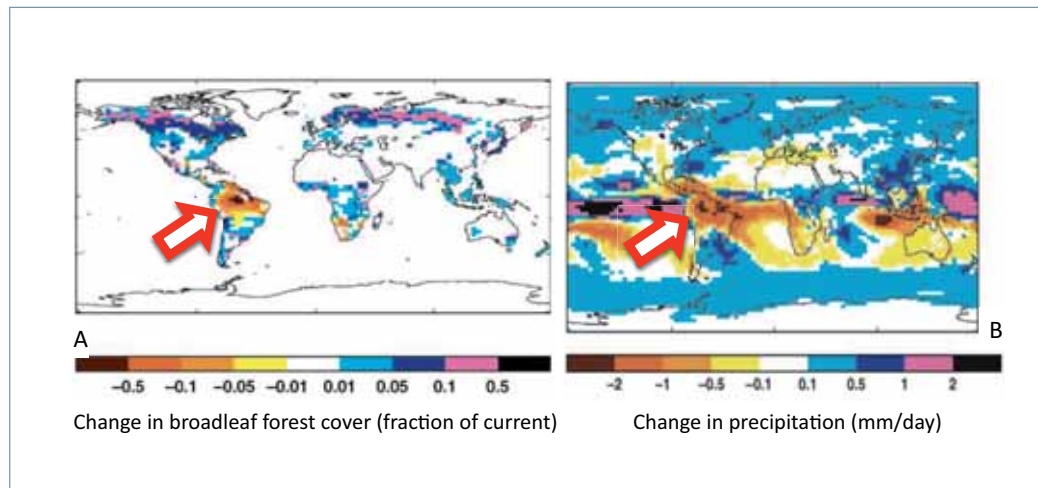 A
B
−0.5 −0.1 −0.05 −0.01 0.01 0.05 0.1 0.5
−2 −1 −0.5 −0.1 0.1 0.5 1 2
Change in broadleaf forest cover (fraction of current)
Change in precipitation (mm/day)